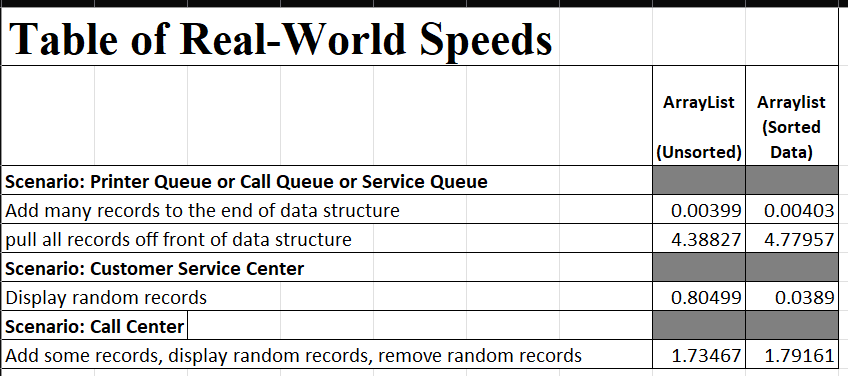 Table of Real-World Speeds
ArrayList (Unsorted) Arraylist (Sorted Data)
Scenario: Printer Queue or Call Queue or Service Queue
Add many records to the end of data structure 0.00399 0.00403
pull all records off front of data structure 4.38827 4.77957
Scenario: Customer Service Center
Display random records 0.80499 0.0389
Scenario: Call Center
Add some records, display random records, remove random records 1.73467 1.79161